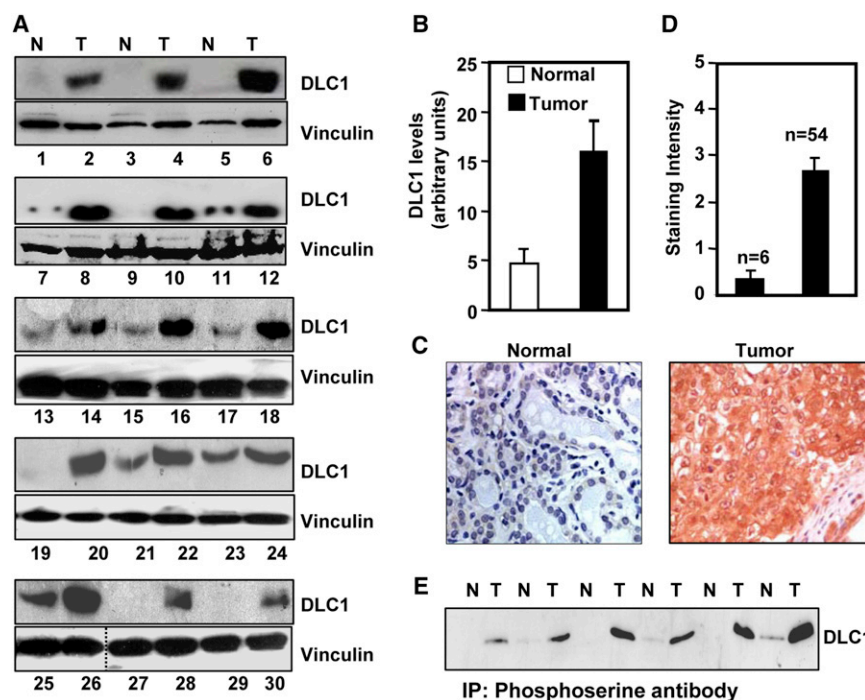 A
N T N T N T
DLC1
Vinculin
1 2 3 4 5 6
DLC1
Vinculin
7 8 9 10 11 12
DLC1
Vinculin
13 14 15 16 17 18
DLC1
Vinculin
19 20 21 22 23 24
DLC1
Vinculin
25 26 27 28 29 30
B
DLC1 levels
(arbitrary units)
25
20
15
10
5
0
Normal
Tumor
D
Staining Intensity
5
4
3
2
1
0
n=6
n=54
C
Normal
Tumor
E
N T N T N T N T N T N T
DLC1
IP: Phosphoserine antibody